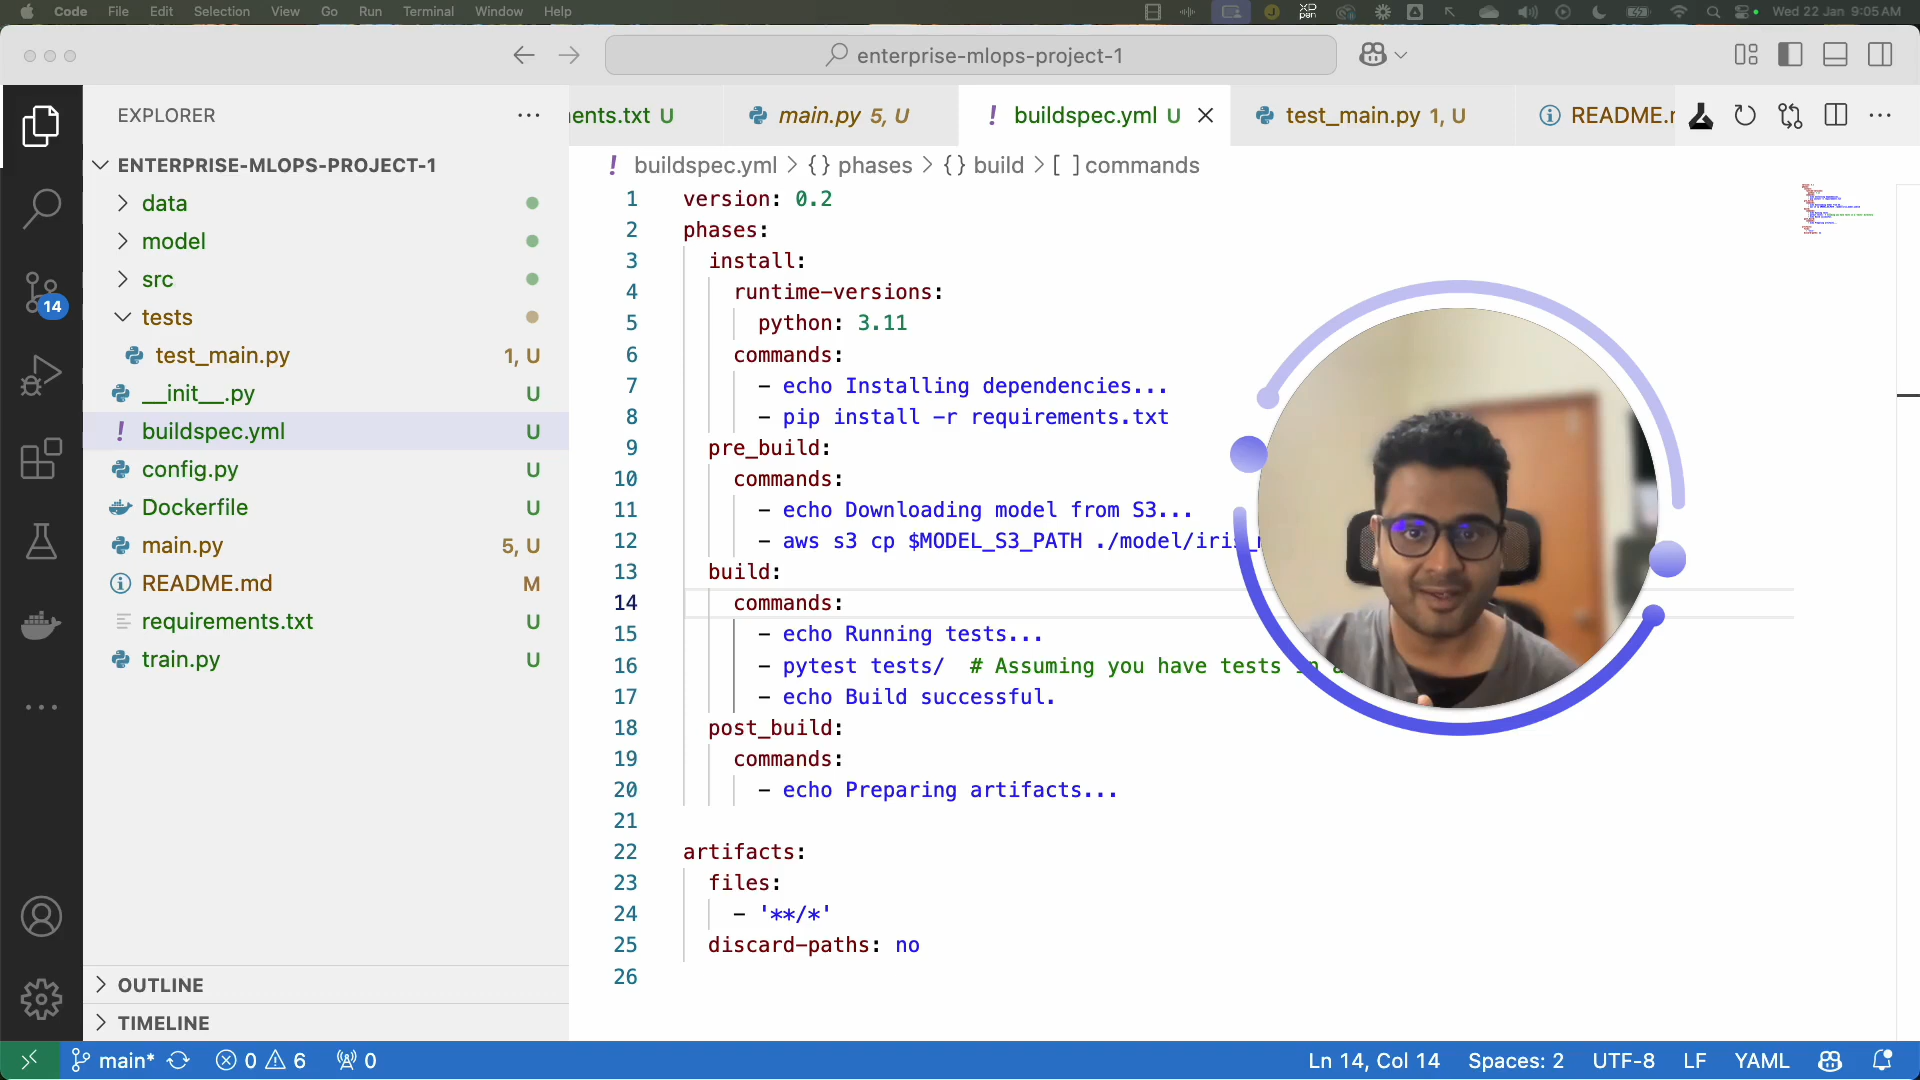 Code File Edit Selection View Go Run Terminal Window Help Wed 22 Jan 9:05 AM
enterprise-mlops-project-1
EXPLORER
ents.txt U
main.py 5, U
! buildspec.yml U
test_main.py 1, U
README.
ENTERPRISE-MLOPS-PROJECT-1
data
model
src
tests
test_main.py 1, U
__init__.py U
! buildspec.yml U
config.py U
Dockerfile U
main.py 5, U
README.md M
requirements.txt U
train.py U
14
OUTLINE
TIMELINE
! buildspec.yml > {} phases > {} build > [ ] commands
1 version: 0.2
2 phases:
3 install:
4 runtime-versions:
5 python: 3.11
6 commands:
7 - echo Installing dependencies...
8 - pip install -r requirements.txt
9 pre_build:
10 commands:
11 - echo Downloading model from S3...
12 - aws s3 cp $MODEL_S3_PATH ./model/iris_
13 build:
14 commands:
15 - echo Running tests...
16 - pytest tests/ # Assuming you have tests in a
17 - echo Build successful.
18 post_build:
19 commands:
20 - echo Preparing artifacts...
21
22 artifacts:
23 files:
24 - '**/*'
25 discard-paths: no
26
main* 0 6 0 Ln 14, Col 14 Spaces: 2 UTF-8 LF YAML